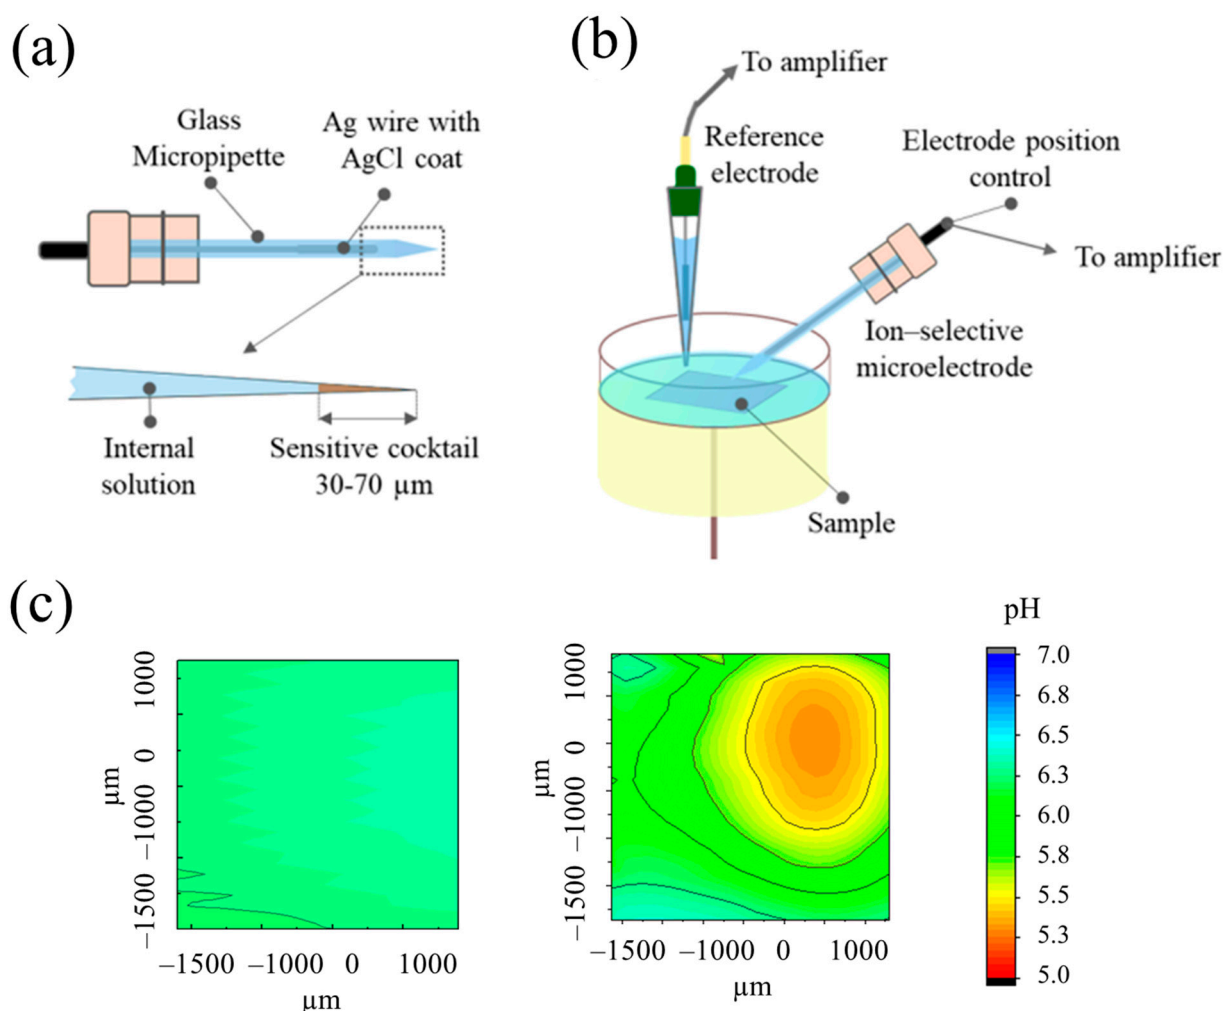 (a)
Glass
Micropipette
Ag wire with
AgCl coat
Internal
solution
Sensitive cocktail
30-70 µm
(b)
To amplifier
Reference
electrode
Electrode position
control
To amplifier
Ion–selective
microelectrode
Sample
(c)
1000
0
−1000
−1500
µm
−1500
−1000
0
1000
µm
1000
0
−1000
−1500
µm
−1500
−1000
0
1000
µm
pH
7.0
6.8
6.5
6.3
6.0
5.8
5.5
5.3
5.0